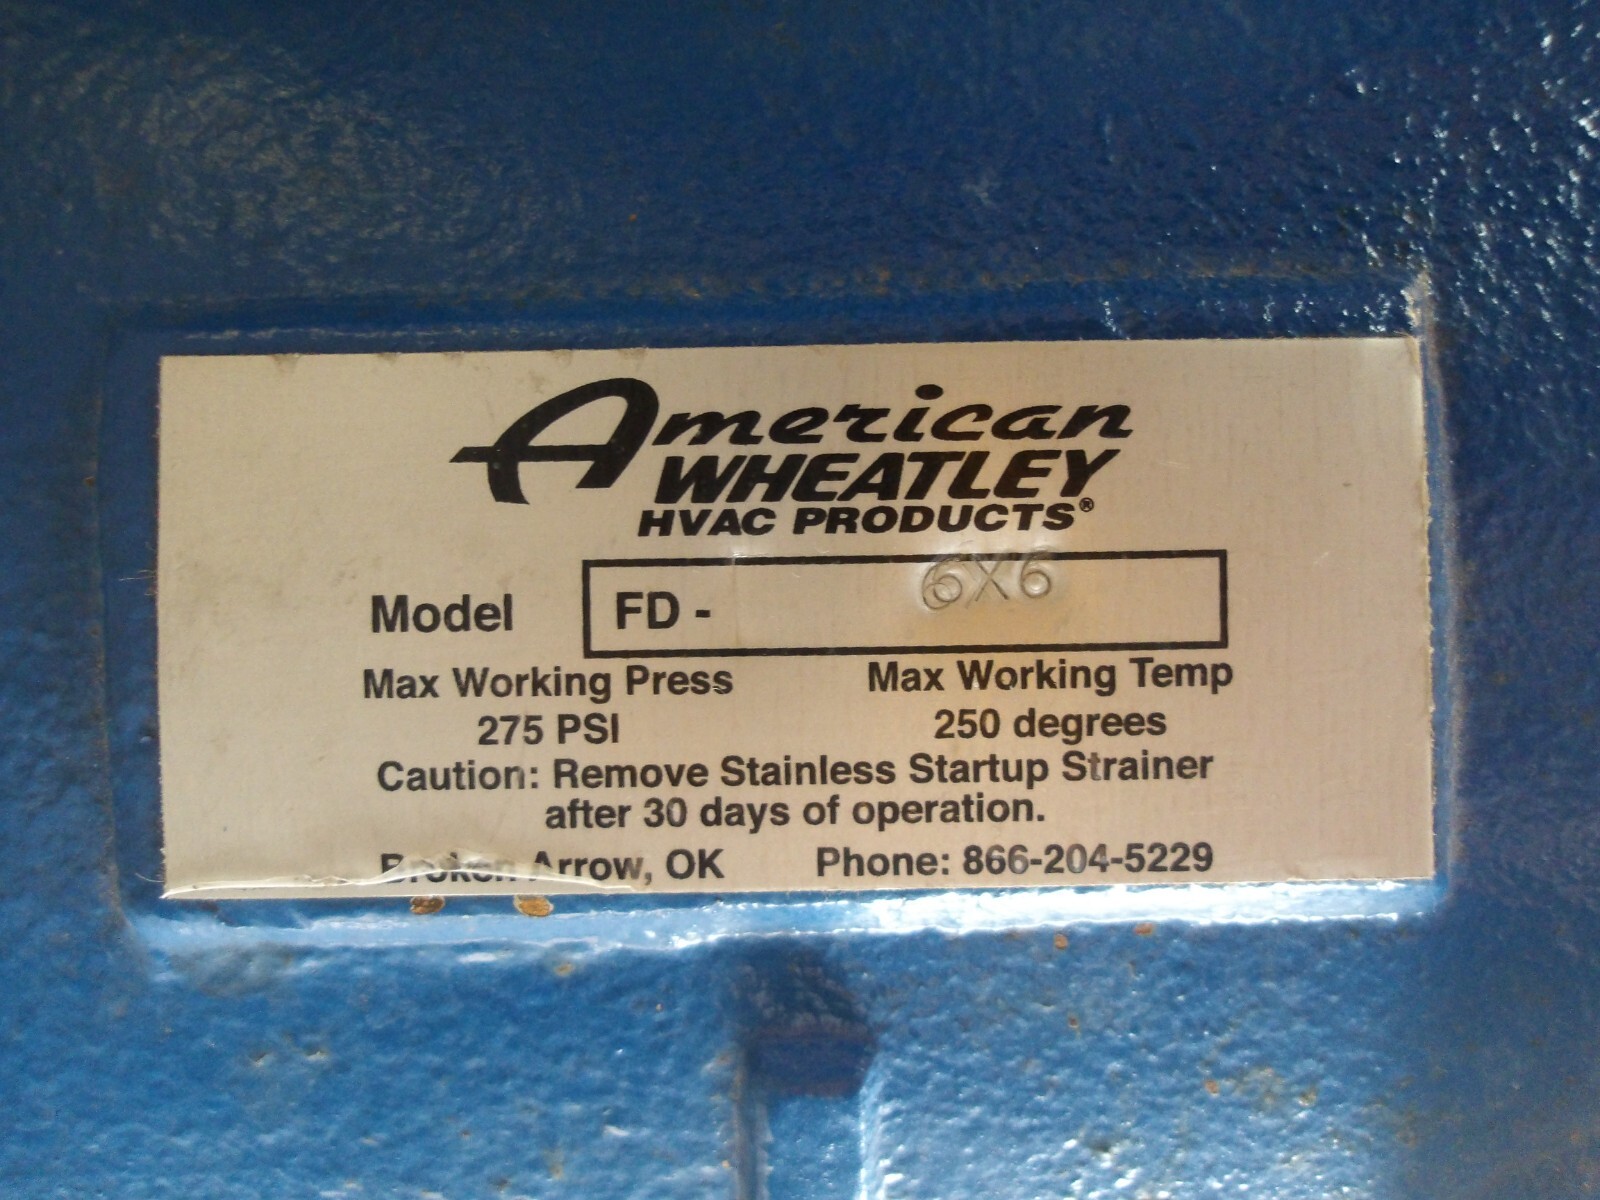 American
WHEATLEY
HVAC PRODUCTS®
Model FD - 6X6
Max Working Press Max Working Temp
275 PSI 250 degrees
Caution: Remove Stainless Startup Strainer
after 30 days of operation.
Broken Arrow, OK Phone: 866-204-5229